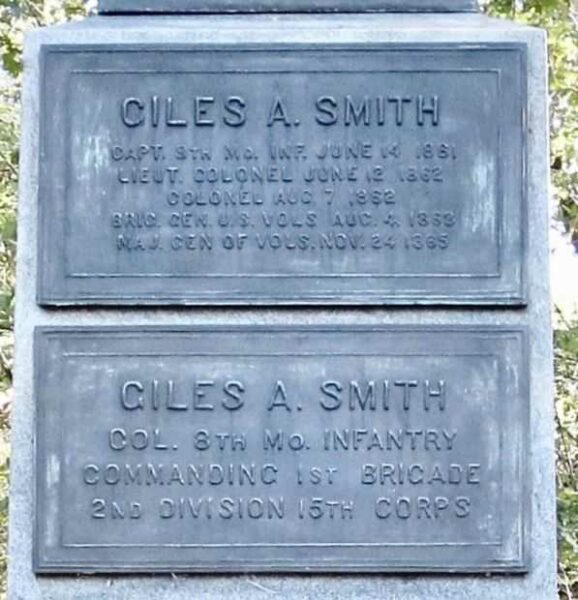 GILES A. SMITH
CAPT. 8TH MO. INF. JUNE 14 1861
LIEUT. COLONEL JUNE 12 1862
COLONEL AUG 7 1862
BRIG. GEN. U.S. VOLS AUG. 4, 1863
MAJ. GEN OF VOLS. NOV. 24 1865
GILES A. SMITH
COL. 8TH MO. INFANTRY
COMMANDING 1ST BRIGADE
2ND DIVISION 15TH CORPS